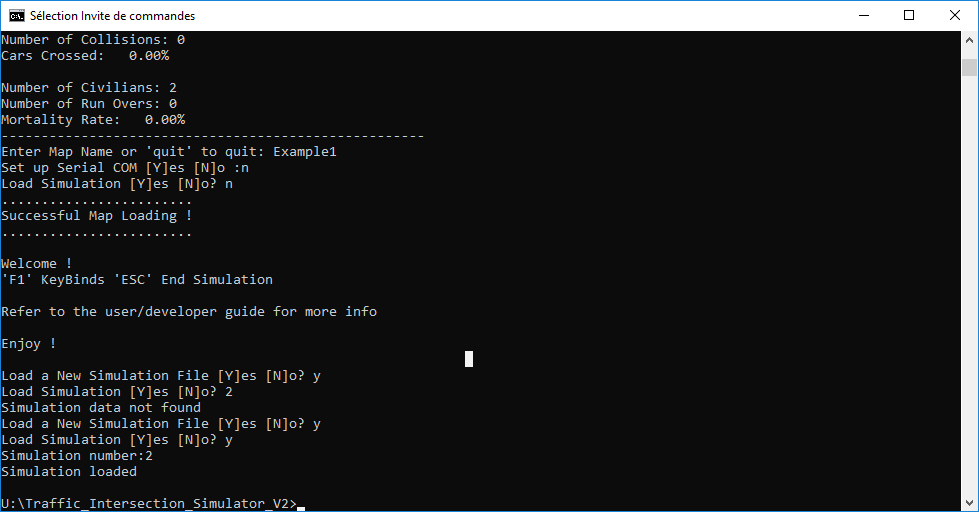 Sélection Invite de commandes
Number of Collisions: 0
Cars Crossed:   0.00%
Number of Civilians: 2
Number of Run Overs: 0
Mortality Rate:   0.00%
-----------------------------------------------------
Enter Map Name or 'quit' to quit: Example1
Set up Serial COM [Y]es [N]o :n
Load Simulation [Y]es [N]o? n
........................
Successful Map Loading !
........................
Welcome !
'F1' KeyBinds 'ESC' End Simulation
Refer to the user/developer guide for more info
Enjoy !
Load a New Simulation File [Y]es [N]o? y
Load Simulation [Y]es [N]o? 2
Simulation data not found
Load a New Simulation File [Y]es [N]o? y
Load Simulation [Y]es [N]o? y
Simulation number:2
Simulation loaded
U:\Traffic_Intersection_Simulator_V2>